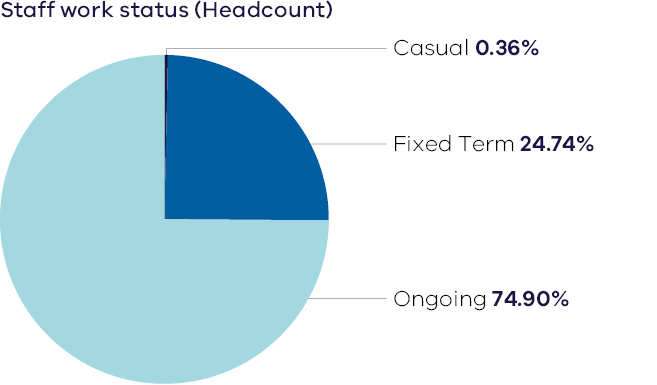 Staff work status (Headcount)
Casual 0.36%
Fixed Term 24.74%
Ongoing 74.90%